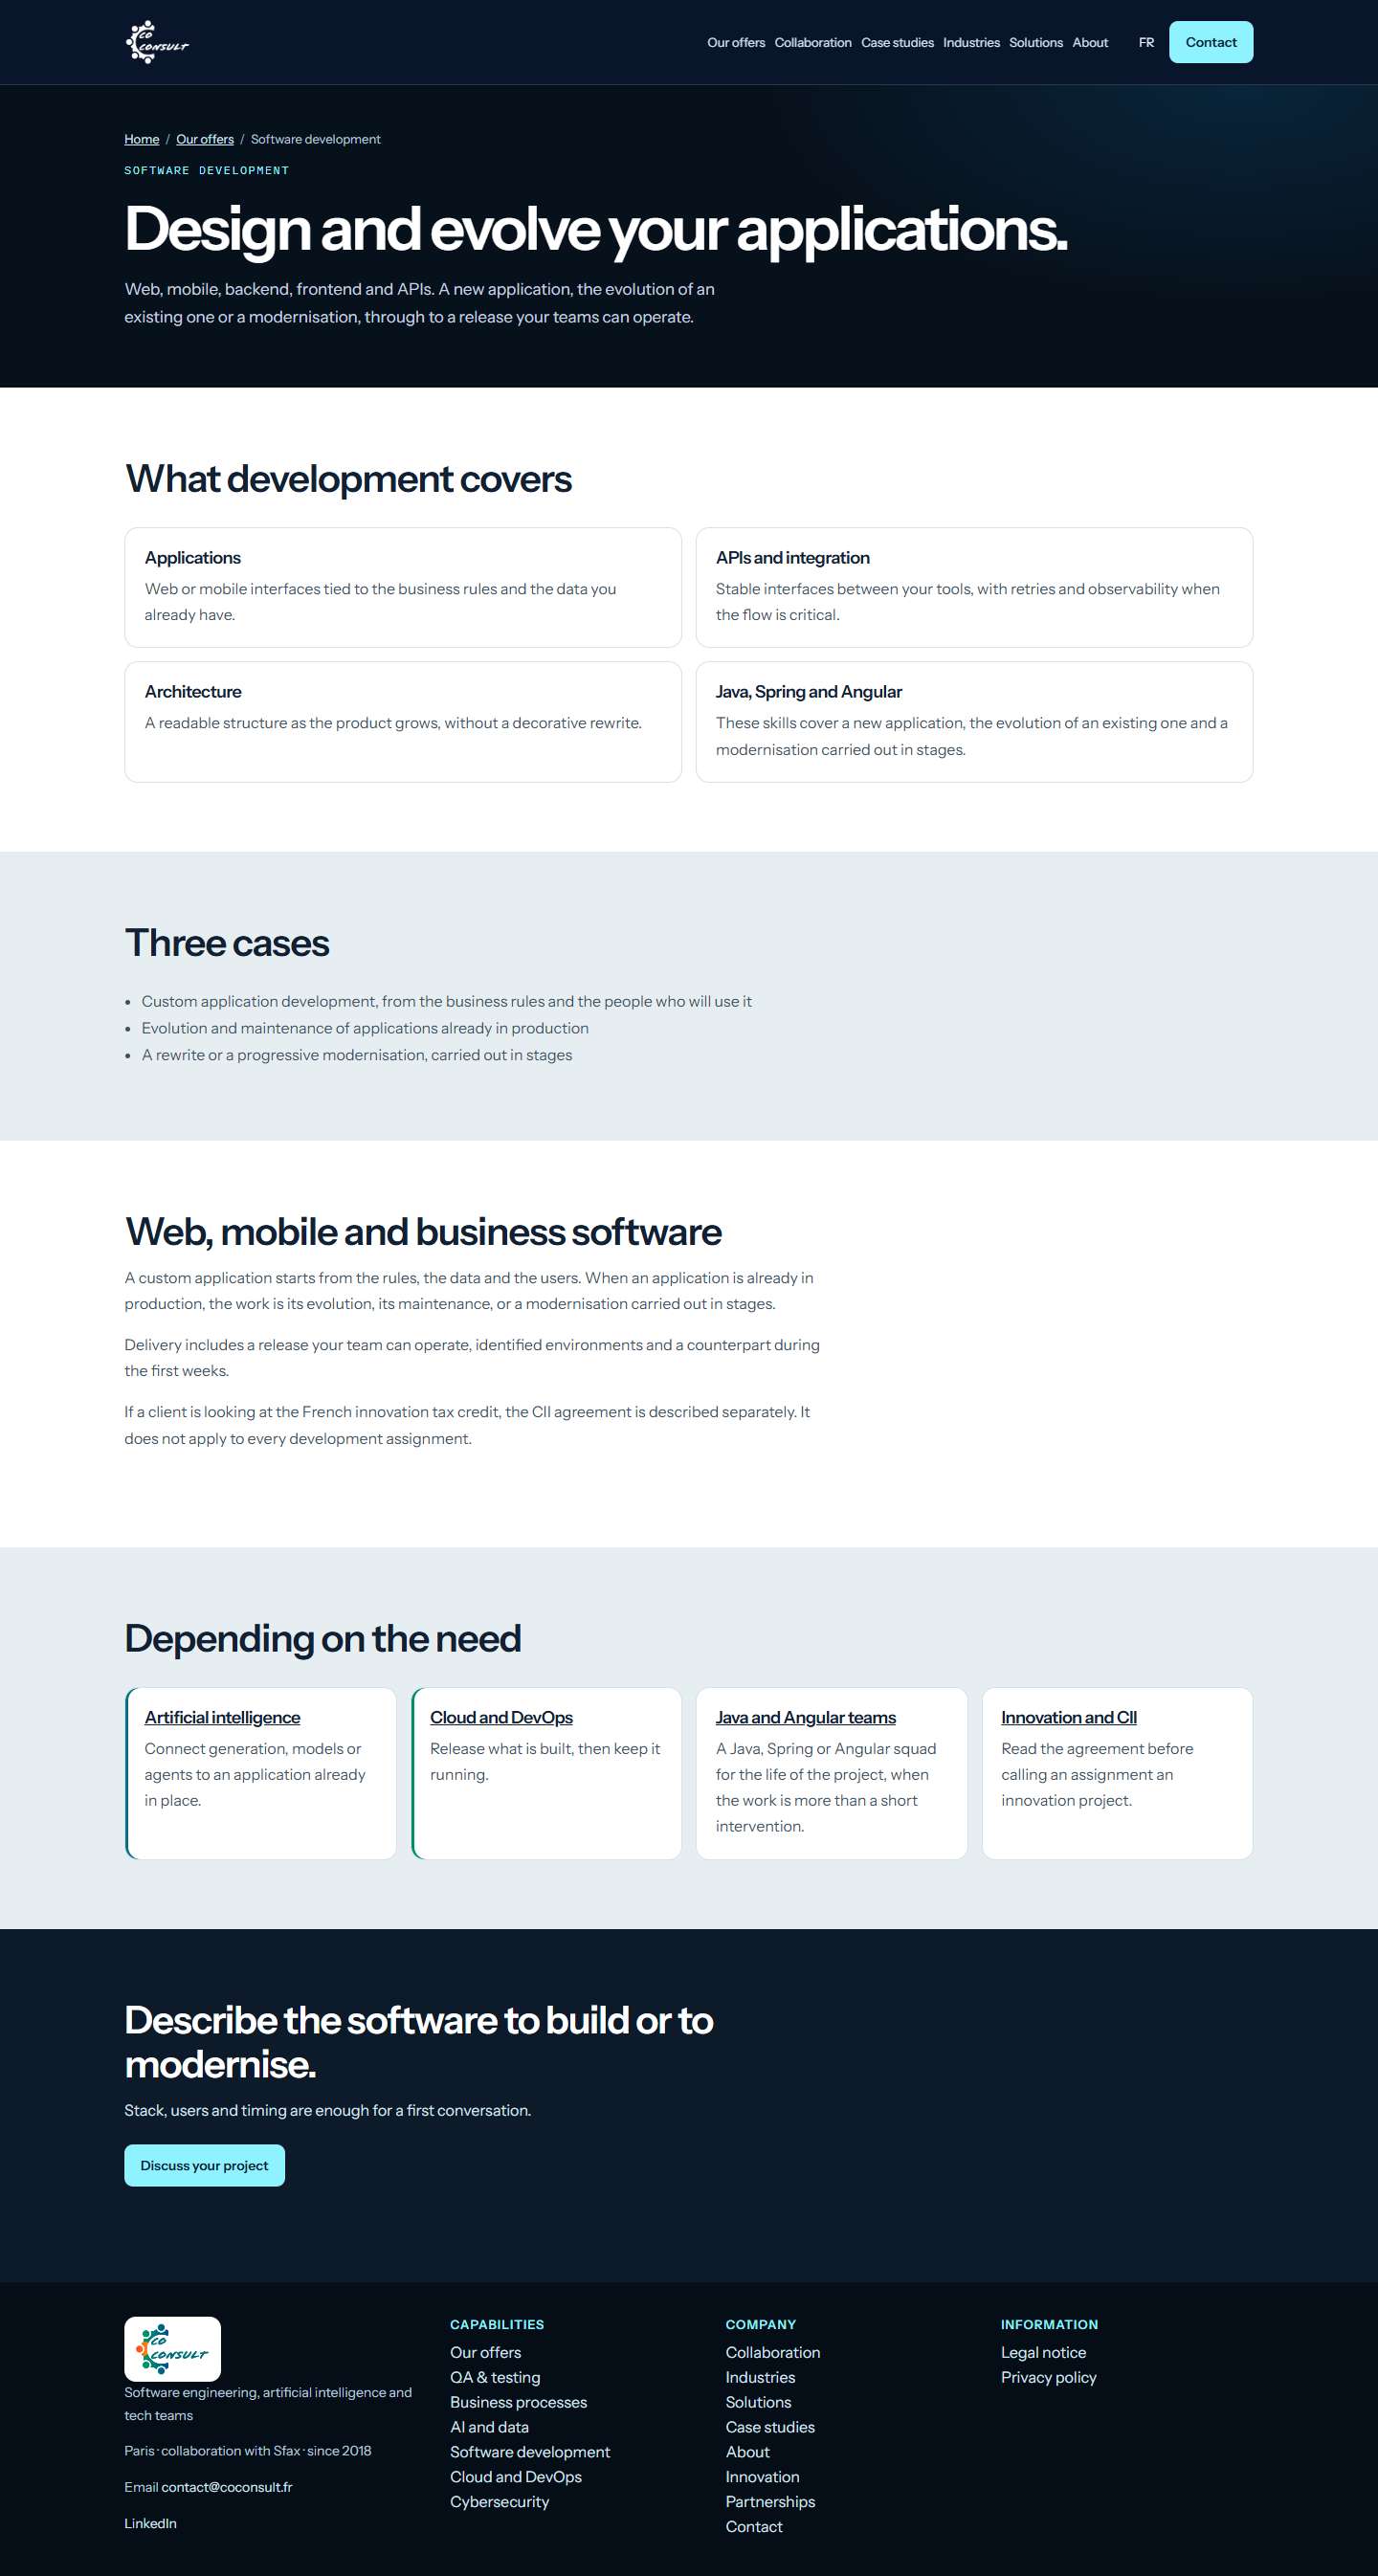 CO
CONSULT
Our offers Collaboration Case studies Industries Solutions About FR Contact
Home / Our offers / Software development
SOFTWARE DEVELOPMENT
Design and evolve your applications.
Web, mobile, backend, frontend and APIs. A new application, the evolution of an
existing one or a modernisation, through to a release your teams can operate.
What development covers
Applications
Web or mobile interfaces tied to the business rules and the data you
already have.
APIs and integration
Stable interfaces between your tools, with retries and observability when
the flow is critical.
Architecture
A readable structure as the product grows, without a decorative rewrite.
Java, Spring and Angular
These skills cover a new application, the evolution of an existing one and a
modernisation carried out in stages.
Three cases
• Custom application development, from the business rules and the people who will use it
• Evolution and maintenance of applications already in production
• A rewrite or a progressive modernisation, carried out in stages
Web, mobile and business software
A custom application starts from the rules, the data and the users. When an application is already in
production, the work is its evolution, its maintenance, or a modernisation carried out in stages.
Delivery includes a release your team can operate, identified environments and a counterpart during
the first weeks.
If a client is looking at the French innovation tax credit, the CII agreement is described separately. It
does not apply to every development assignment.
Depending on the need
Artificial intelligence
Connect generation, models or
agents to an application already
in place.
Cloud and DevOps
Release what is built, then keep it
running.
Java and Angular teams
A Java, Spring or Angular squad
for the life of the project, when
the work is more than a short
intervention.
Innovation and CII
Read the agreement before
calling an assignment an
innovation project.
Describe the software to build or to
modernise.
Stack, users and timing are enough for a first conversation.
Discuss your project
CO
CONSULT
Software engineering, artificial intelligence and
tech teams
Paris · collaboration with Sfax · since 2018
Email contact@coconsult.fr
LinkedIn
CAPABILITIES
Our offers
QA & testing
Business processes
AI and data
Software development
Cloud and DevOps
Cybersecurity
COMPANY
Collaboration
Industries
Solutions
Case studies
About
Innovation
Partnerships
Contact
INFORMATION
Legal notice
Privacy policy